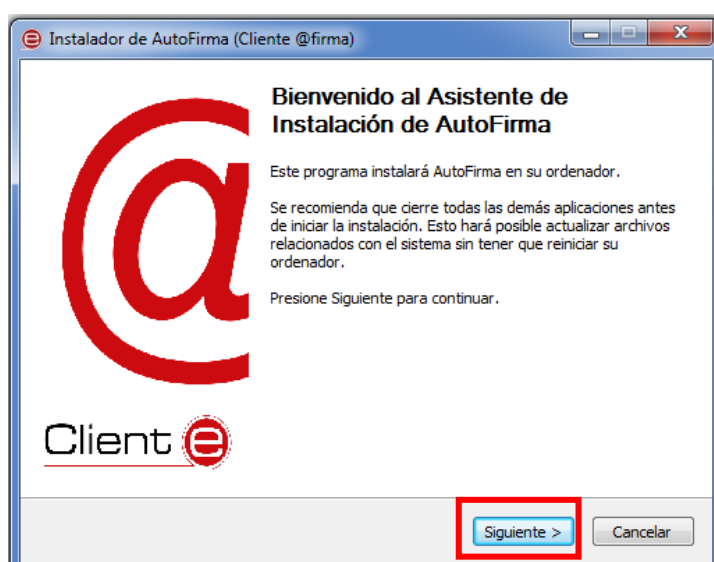 Instalador de AutoFirma (Cliente @firma)
Bienvenido al Asistente de
Instalación de AutoFirma
Este programa instalará AutoFirma en su ordenador.
Se recomienda que cierre todas las demás aplicaciones antes
de iniciar la instalación. Esto hará posible actualizar archivos
relacionados con el sistema sin tener que reiniciar su
ordenador.
Presione Siguiente para continuar.
@
Client e
Siguiente >
Cancelar